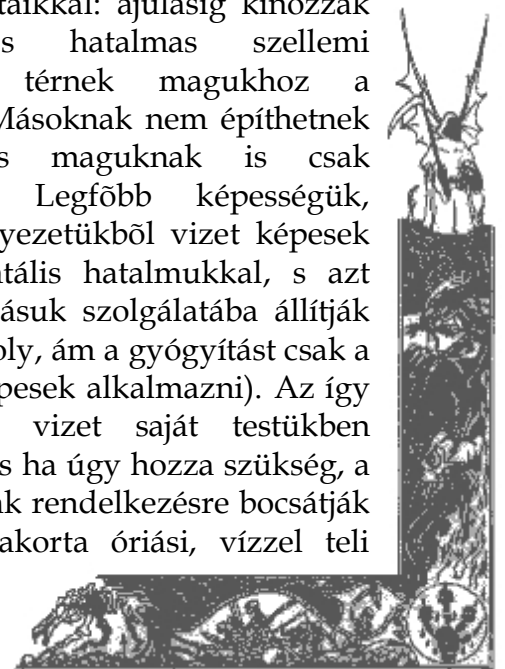 táikkal: ájulásig kínozzák
s hatalmas szellemi
térnek magukhoz a
Másoknak nem építhetnek
s maguknak is csak
Legfõbb képességük,
yezetükbõl vizet képesek
tális hatalmukkal, s azt
ásuk szolgálatába állítják
oly, ám a gyógyítást csak a
pesek alkalmazni). Az így
vizet saját testükben
s ha úgy hozza szükség, a
ak rendelkezésre bocsátják
akorta óriási, vízzel teli